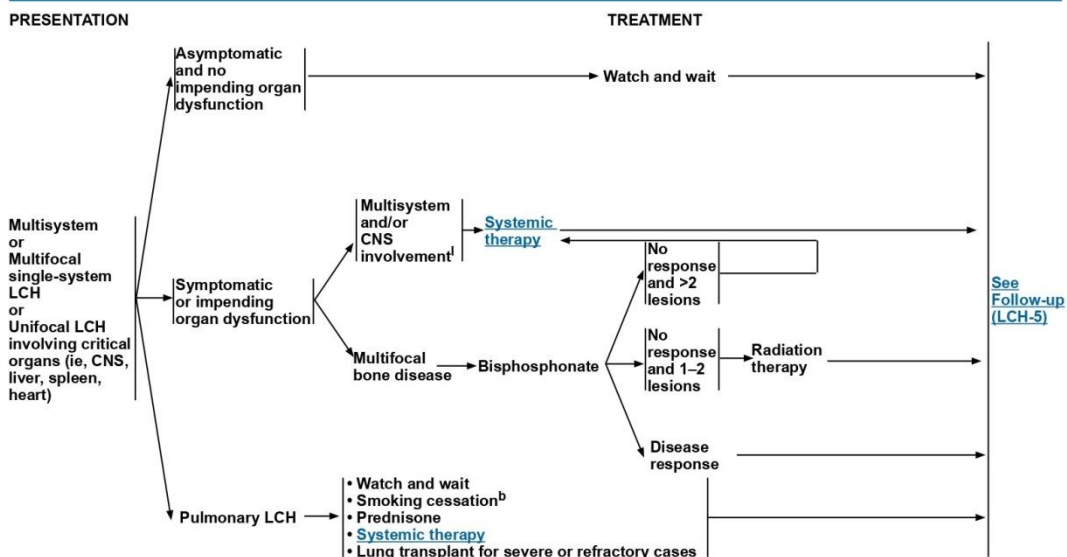 PRESENTATION
TREATMENT
Asymptomatic
and no
impending organ
dysfunction
Watch and wait
Multisystem
or
Multifocal
single-system
LCH
or
Unifocal LCH
involving critical
organs (ie, CNS,
liver, spleen,
heart)
Symptomatic
or impending
organ dysfunction
Multisystem
and/or
CNS
involvementˡ
Systemic
therapy
Multifocal
bone disease
Bisphosphonate
No
response
and >2
lesions
No
response
and 1–2
lesions
Radiation
therapy
Disease
response
Pulmonary LCH
• Watch and wait
• Smoking cessationᵇ
• Prednisone
• Systemic therapy
• Lung transplant for severe or refractory cases
See
Follow-up
(LCH-5)